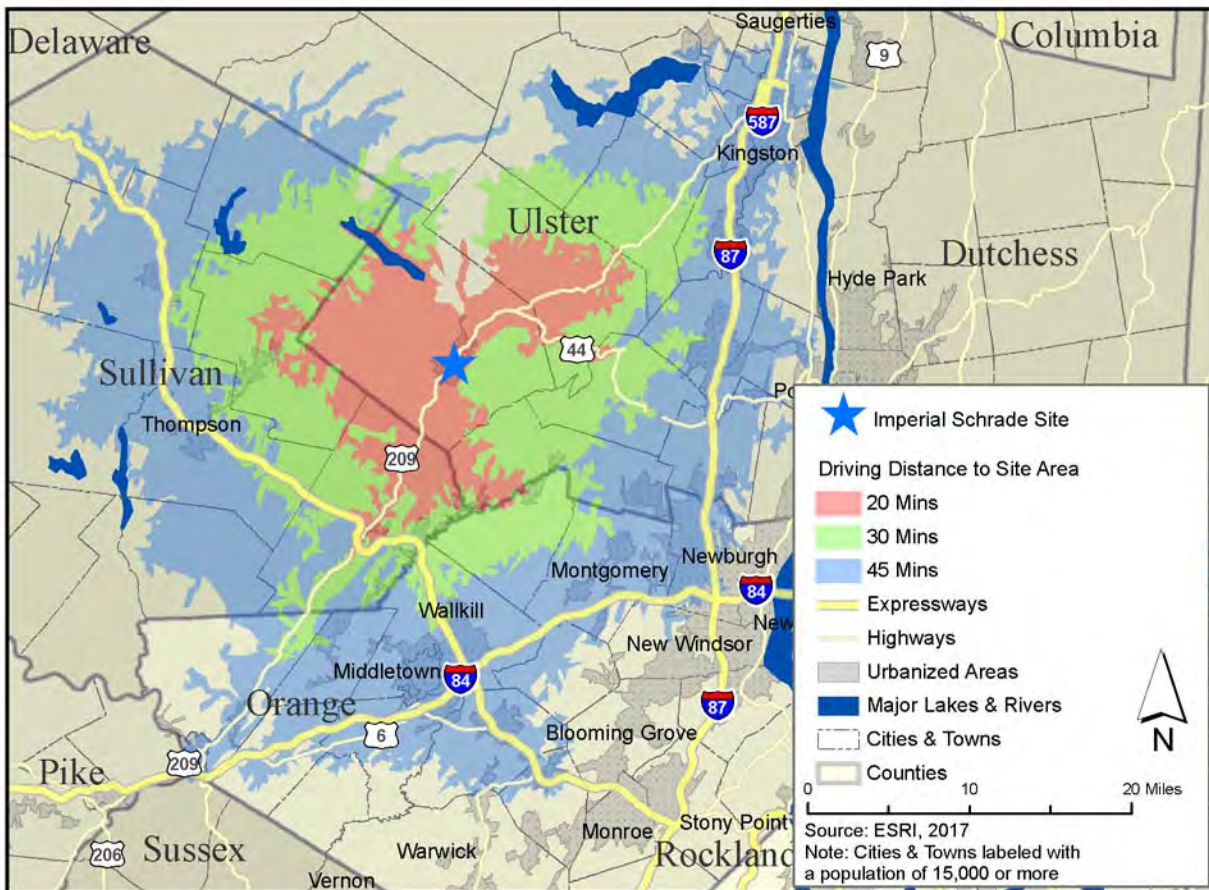 Saugerties
Delaware
Columbia
9
587
Kingston
Ulster
87
Dutchess
Hyde Park
44
Sullivan
Thompson
209
Newburgh
Montgomery
84
Wallkill
New Windsor
Middletown
84
87
Orange
Blooming Grove
6
209
Pike
Monroe
Stony Point
206
Sussex
Warwick
Rockland
Vernon
Imperial Schrade Site
Driving Distance to Site Area
20 Mins
30 Mins
45 Mins
Expressways
Highways
Urbanized Areas
Major Lakes & Rivers
Cities & Towns
Counties
N
0 10 20 Miles
Source: ESRI, 2017
Note: Cities & Towns labeled with
a population of 15,000 or more